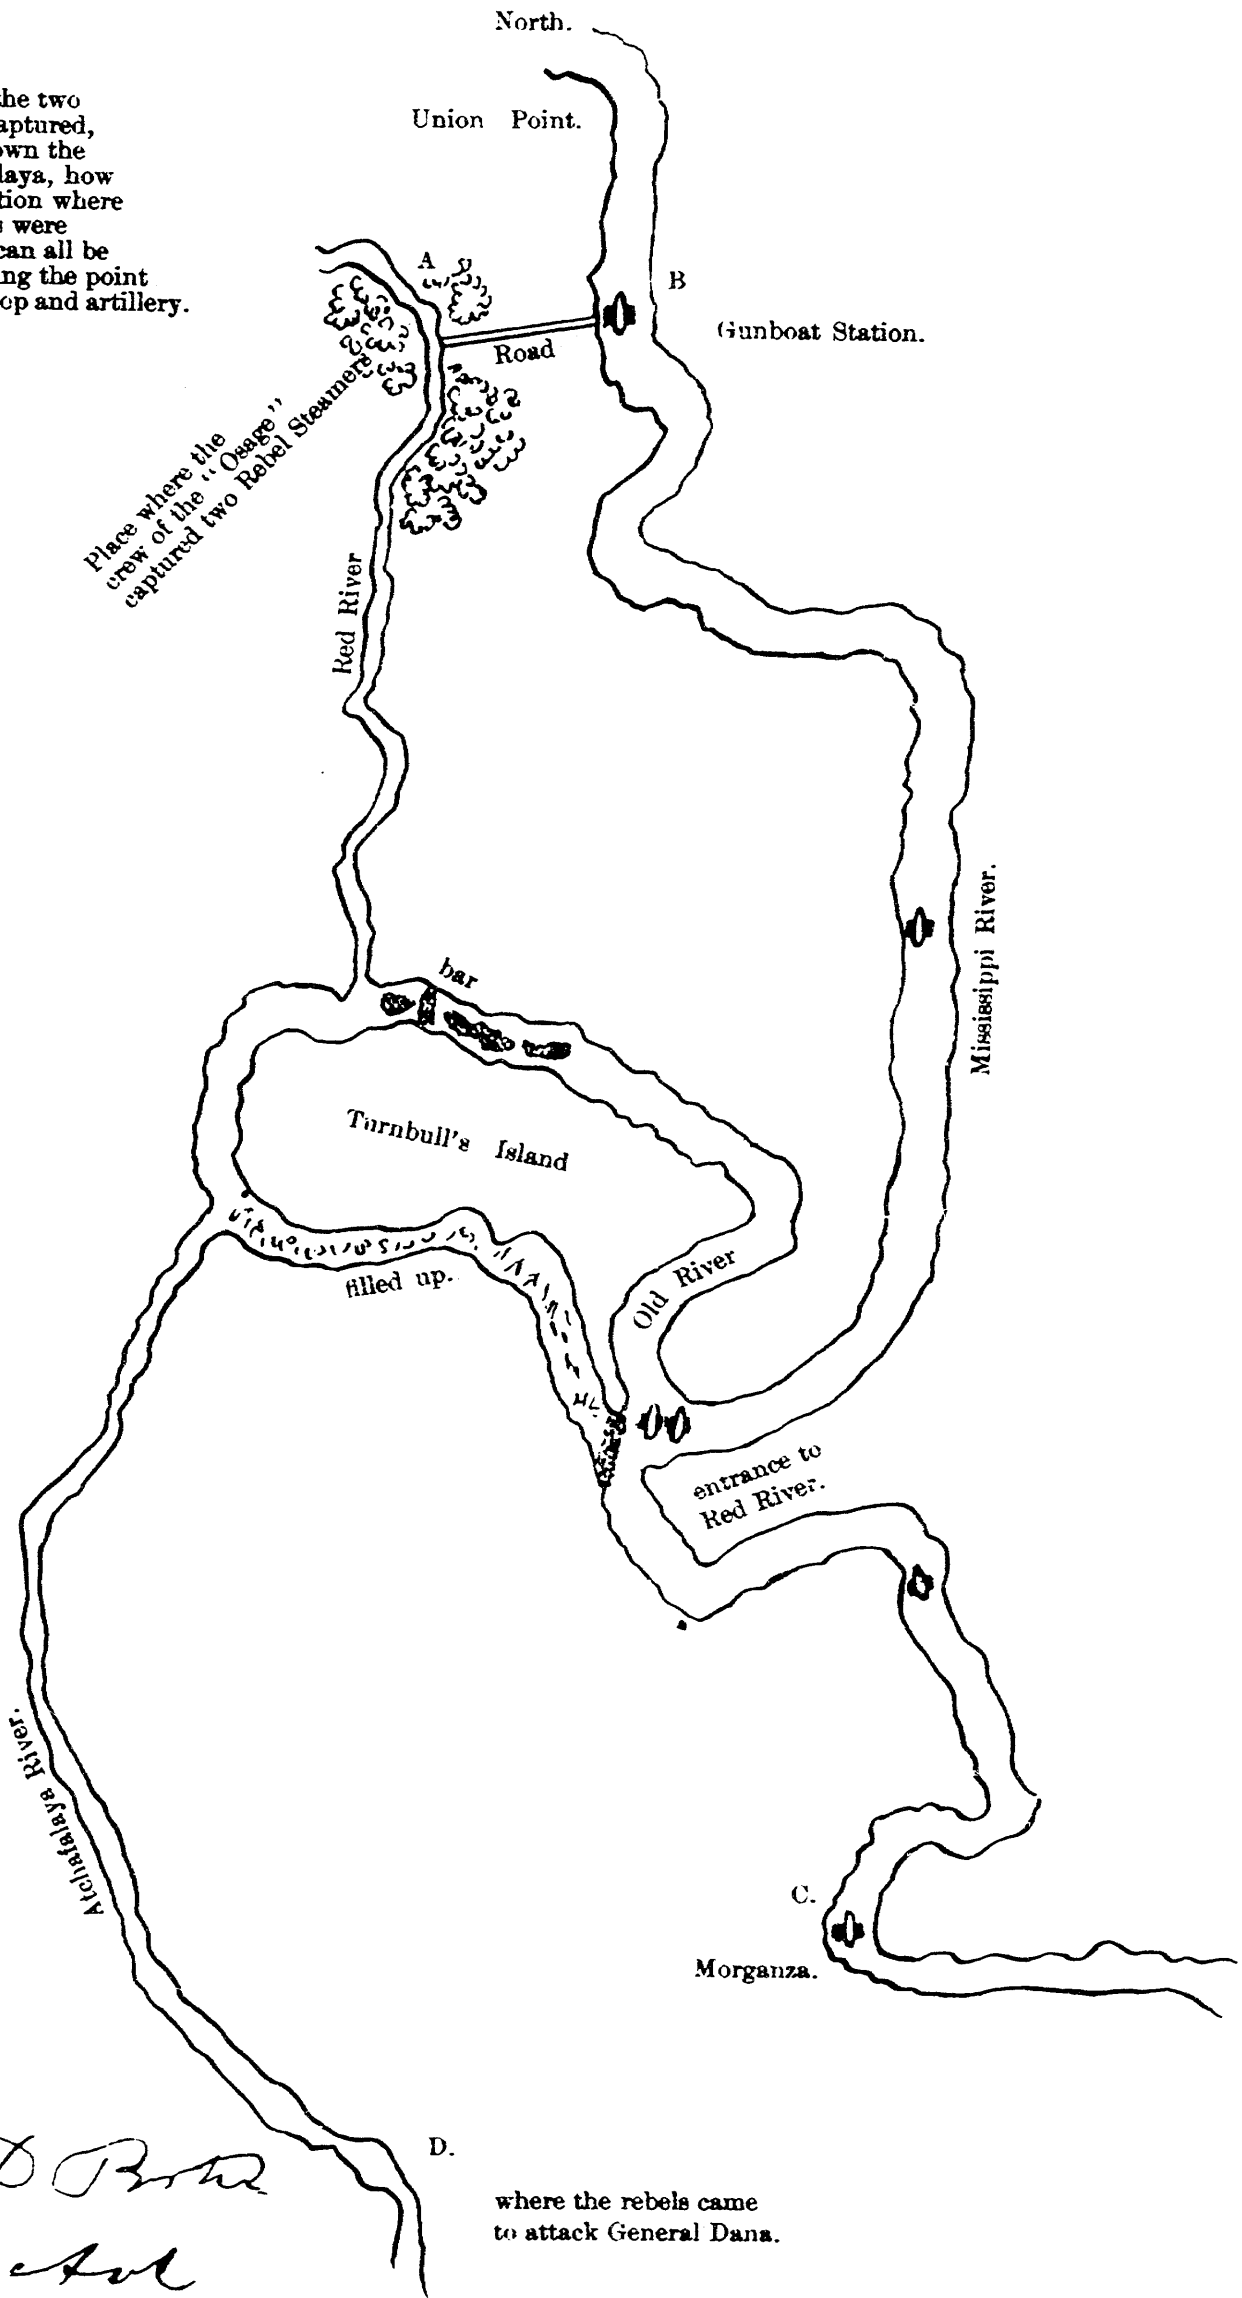 North.
Union Point.
the two
captured,
own the
laya, how
tion where
s were
can all be
ng the point
op and artillery.
A
B
Gunboat Station.
Road
Place where the
crew of the "Osage"
captured two Rebel Steamers
Red River
Mississippi River.
bar
Turnbull's Island
filled up.
Old River
entrance to
Red River.
Atchafalaya River.
C.
Morganza.
D.
where the rebels came
to attack General Dana.